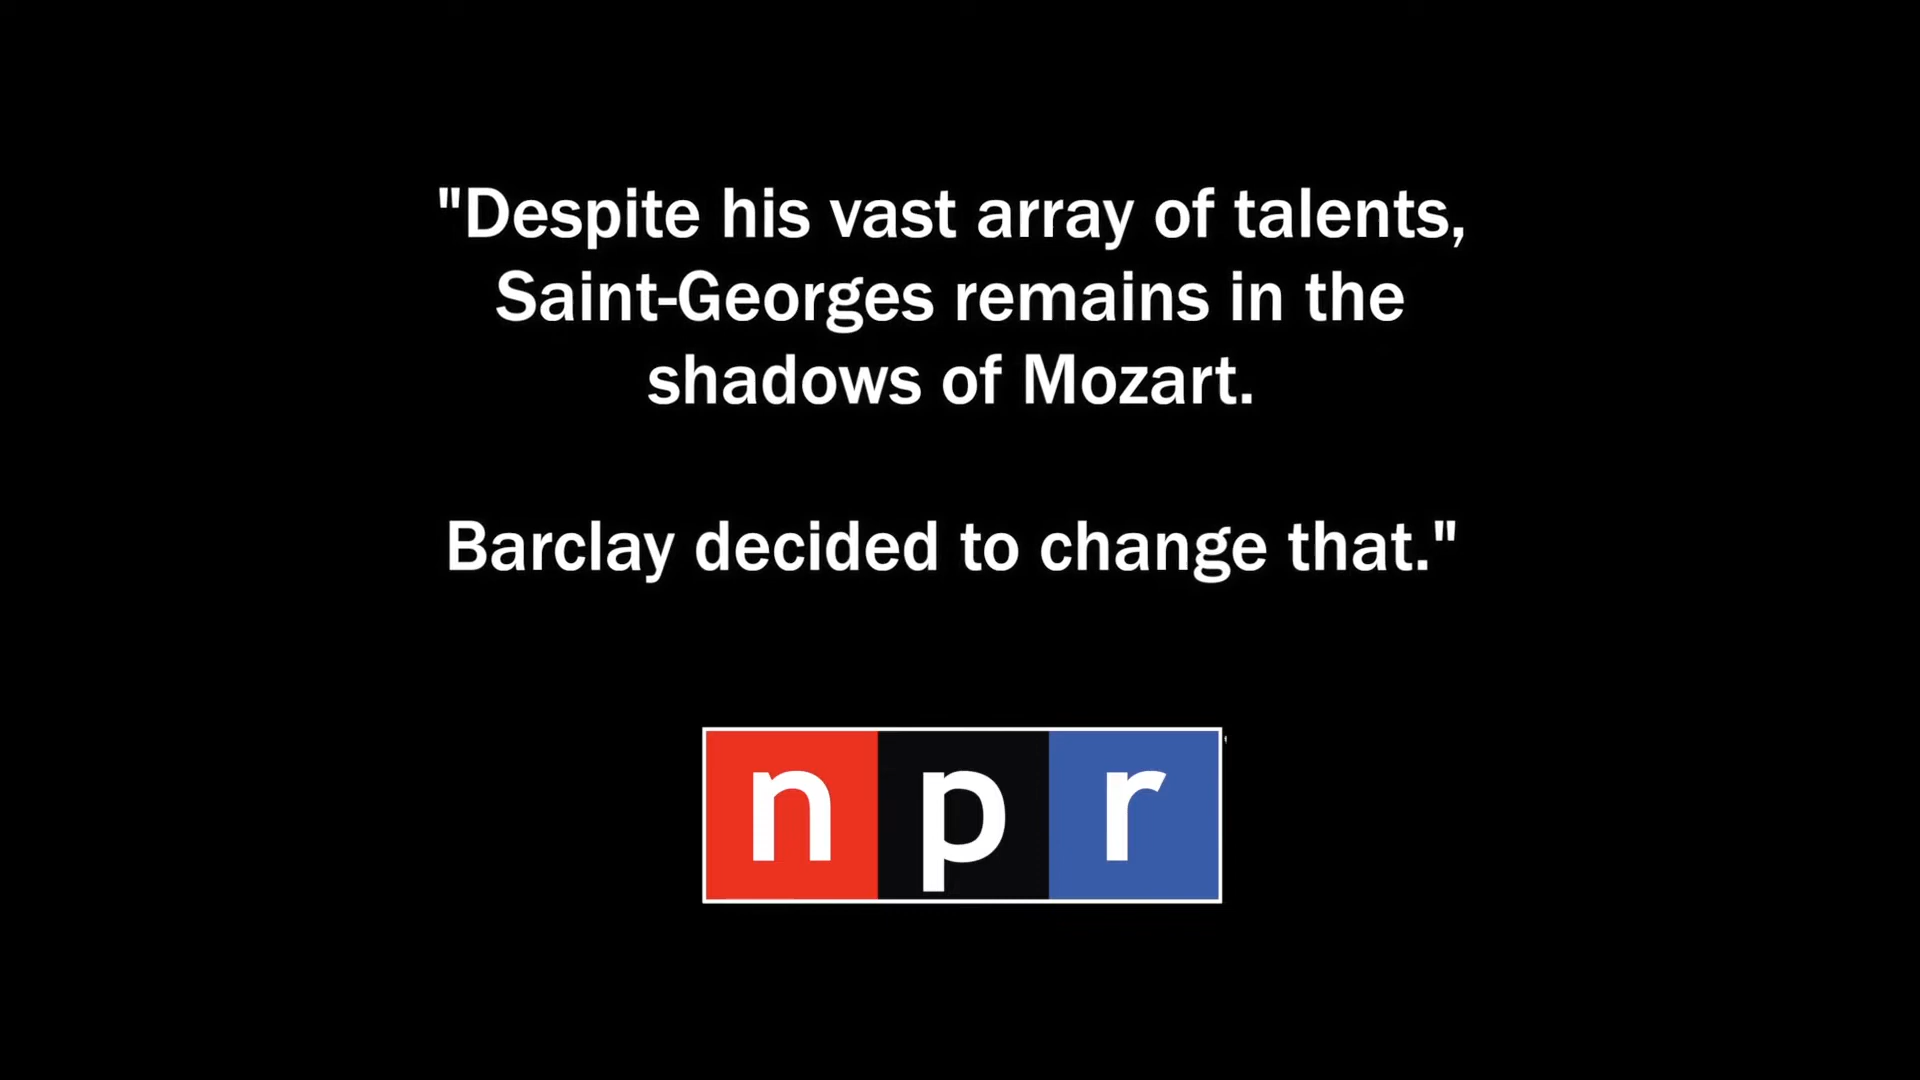 "Despite his vast array of talents,
Saint-Georges remains in the
shadows of Mozart.
Barclay decided to change that."
npr